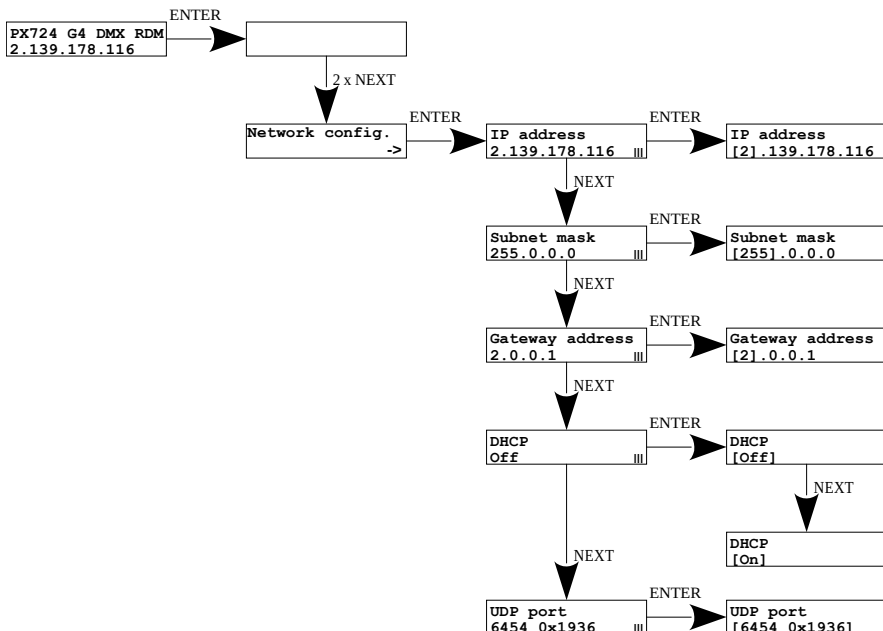 ENTER
PX724 G4 DMX RDM
2.139.178.116
2 x NEXT
ENTER
ENTER
Network config.
->
IP address
2.139.178.116
IP address
[2].139.178.116
NEXT
ENTER
Subnet mask
255.0.0.0
Subnet mask
[255].0.0.0
NEXT
ENTER
Gateway address
2.0.0.1
Gateway address
[2].0.0.1
NEXT
ENTER
DHCP
Off
DHCP
[Off]
NEXT
DHCP
[On]
NEXT
ENTER
UDP port
6454 0x1936
UDP port
[6454 0x1936]